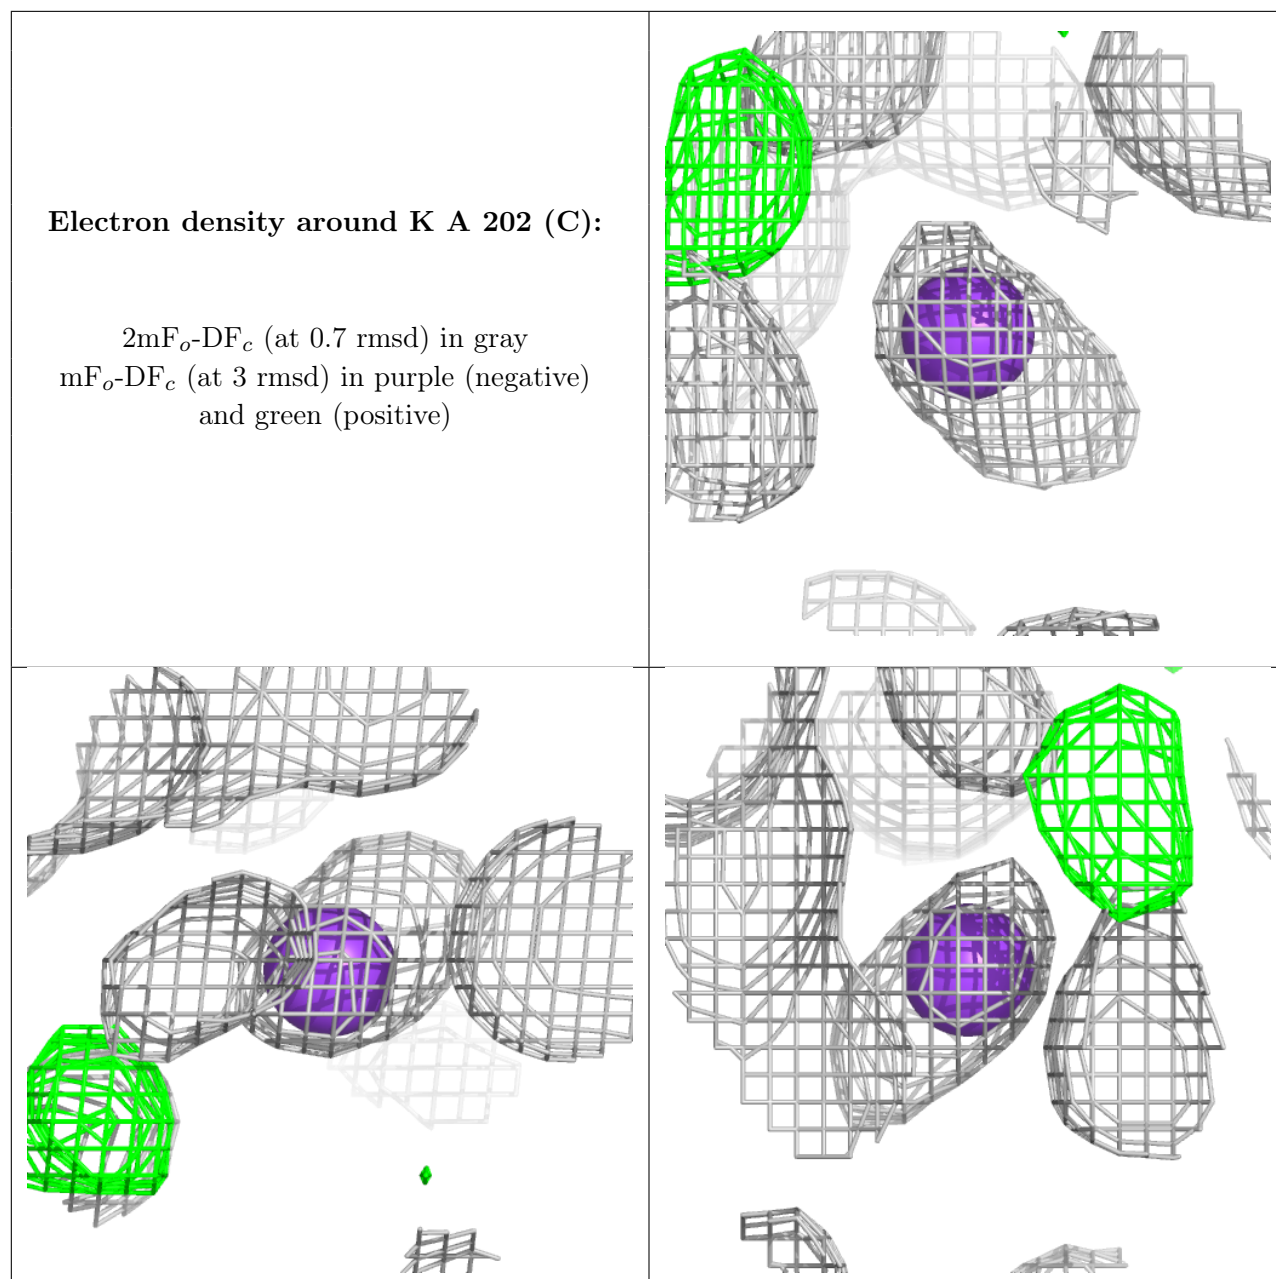 Electron density around K A 202 (C):
2mFo-DFc (at 0.7 rmsd) in gray
mFo-DFc (at 3 rmsd) in purple (negative)
and green (positive)